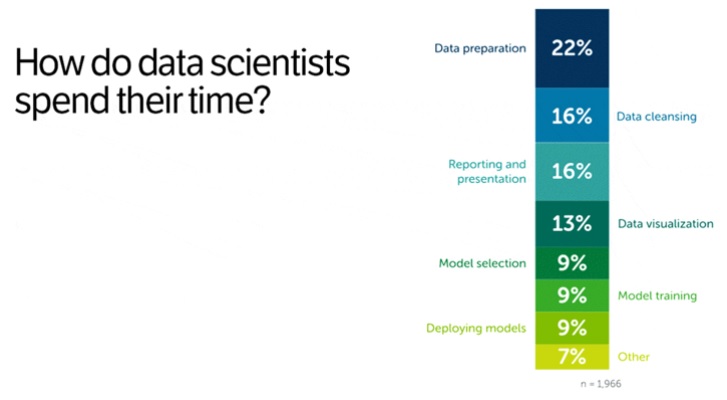 How do data scientists
spend their time?
Data preparation
22%
16%
Data cleansing
Reporting and
presentation
16%
13%
Data visualization
Model selection
9%
9%
Model training
Deploying models
9%
7%
Other
n = 1,966